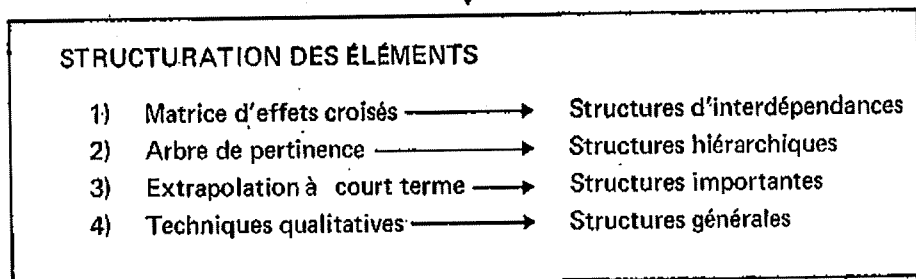 STRUCTURATION DES ÉLÉMENTS
1) Matrice d'effets croisés → Structures d'interdépendances
2) Arbre de pertinence → Structures hiérarchiques
3) Extrapolation à court terme → Structures importantes
4) Techniques qualitatives → Structures générales